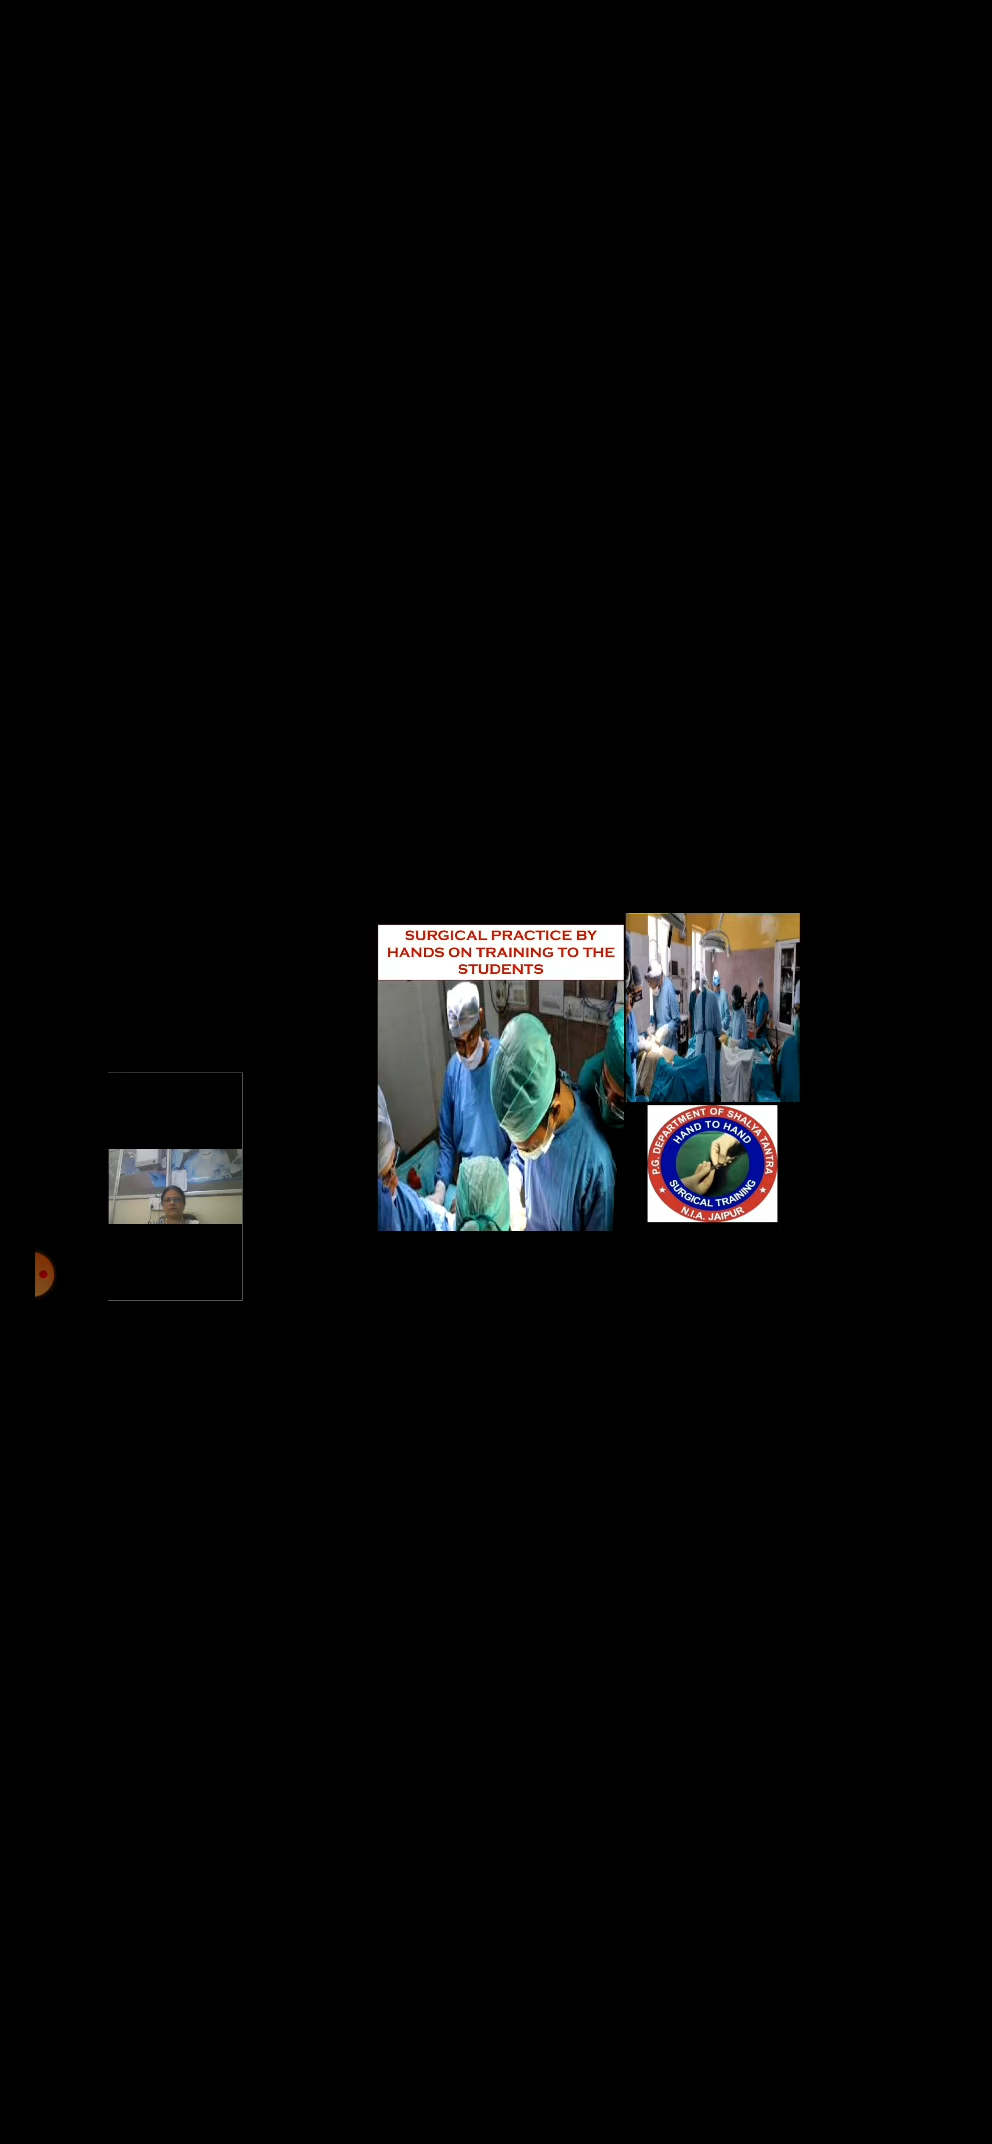 SURGICAL PRACTICE BY
HANDS ON TRAINING TO THE
STUDENTS
P.G. DEPARTMENT OF SHALYA TANTRA
HAND TO HAND
SURGICAL TRAINING
N.I.A. JAIPUR